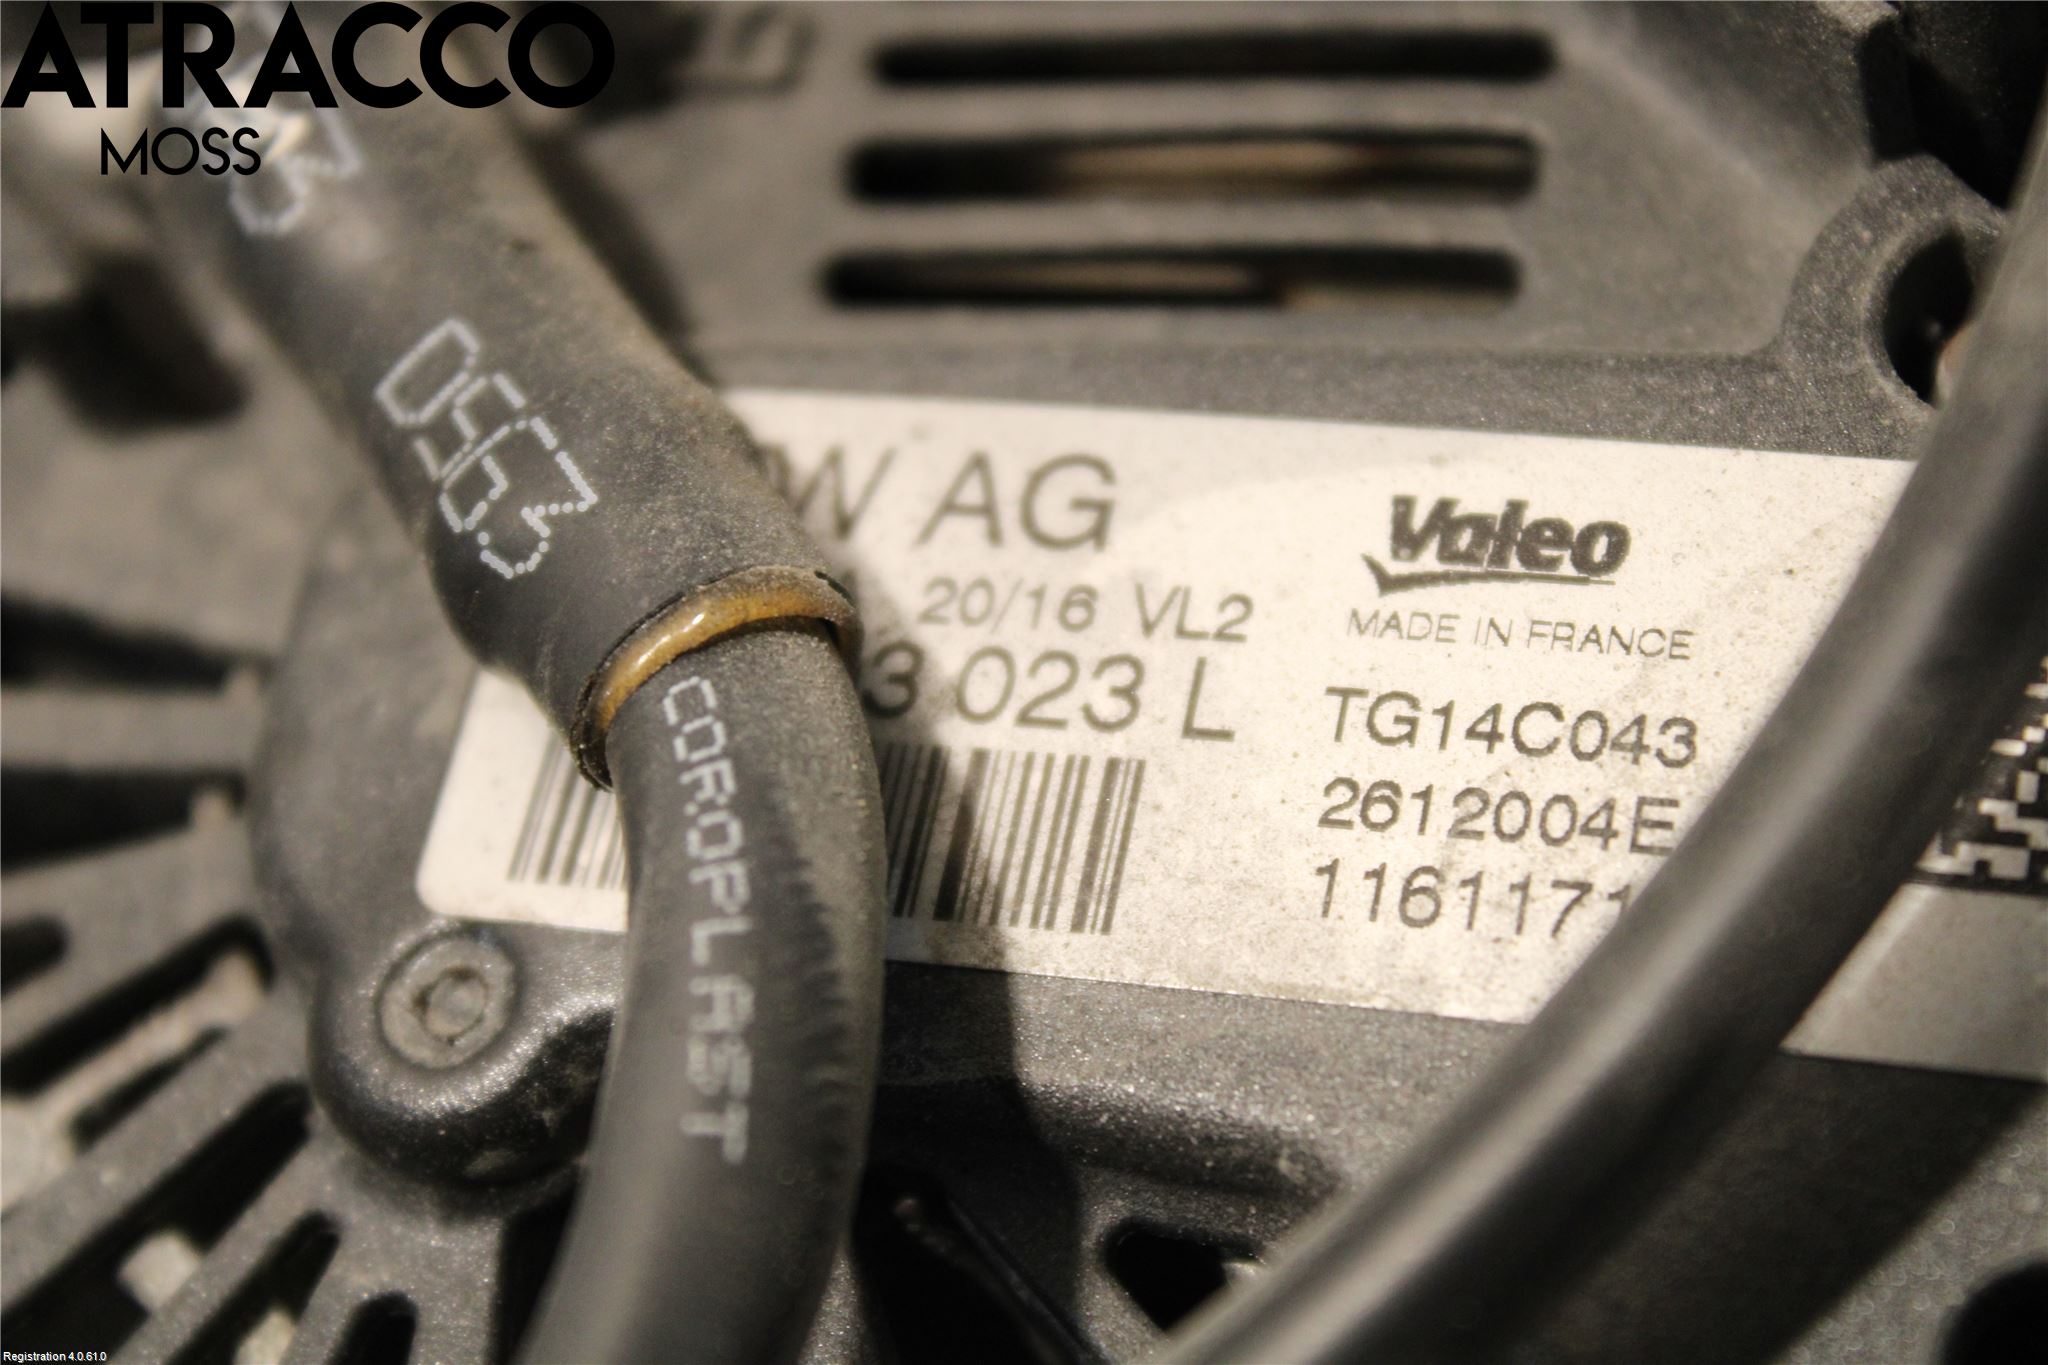 ATRACCO
MOSS
0563
W AG
Valeo
20/16 VL2
MADE IN FRANCE
3 023 L
TG14C043
2612004E
1161171
COROPLAST
Registration 4.0.61.0